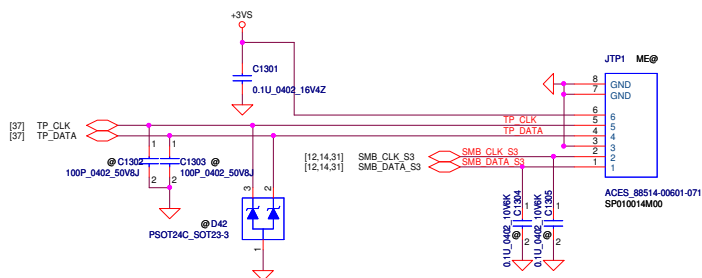 +3VS
JTP1 ME@
C1301
0.1U_0402_16V4Z
8 GND
7 GND
6 6
[37] TP_CLK TP_CLK 5 5
[37] TP_DATA TP_DATA 4 4
3 3
[12,14,31] SMB_CLK_S3 SMB_CLK_S3 2 2
[12,14,31] SMB_DATA_S3 SMB_DATA_S3 1 1
1 1
@ C1302 C1303 @
100P_0402_50V8J 100P_0402_50V8J
2 2
3 2
@ D42
PSOT24C_SOT23-3
1
ACES_88514-00601-071
SP010014M00
0.1U_0402_10V6K
@ C1304
1
2
0.1U_0402_10V6K
@ C1305
1
2